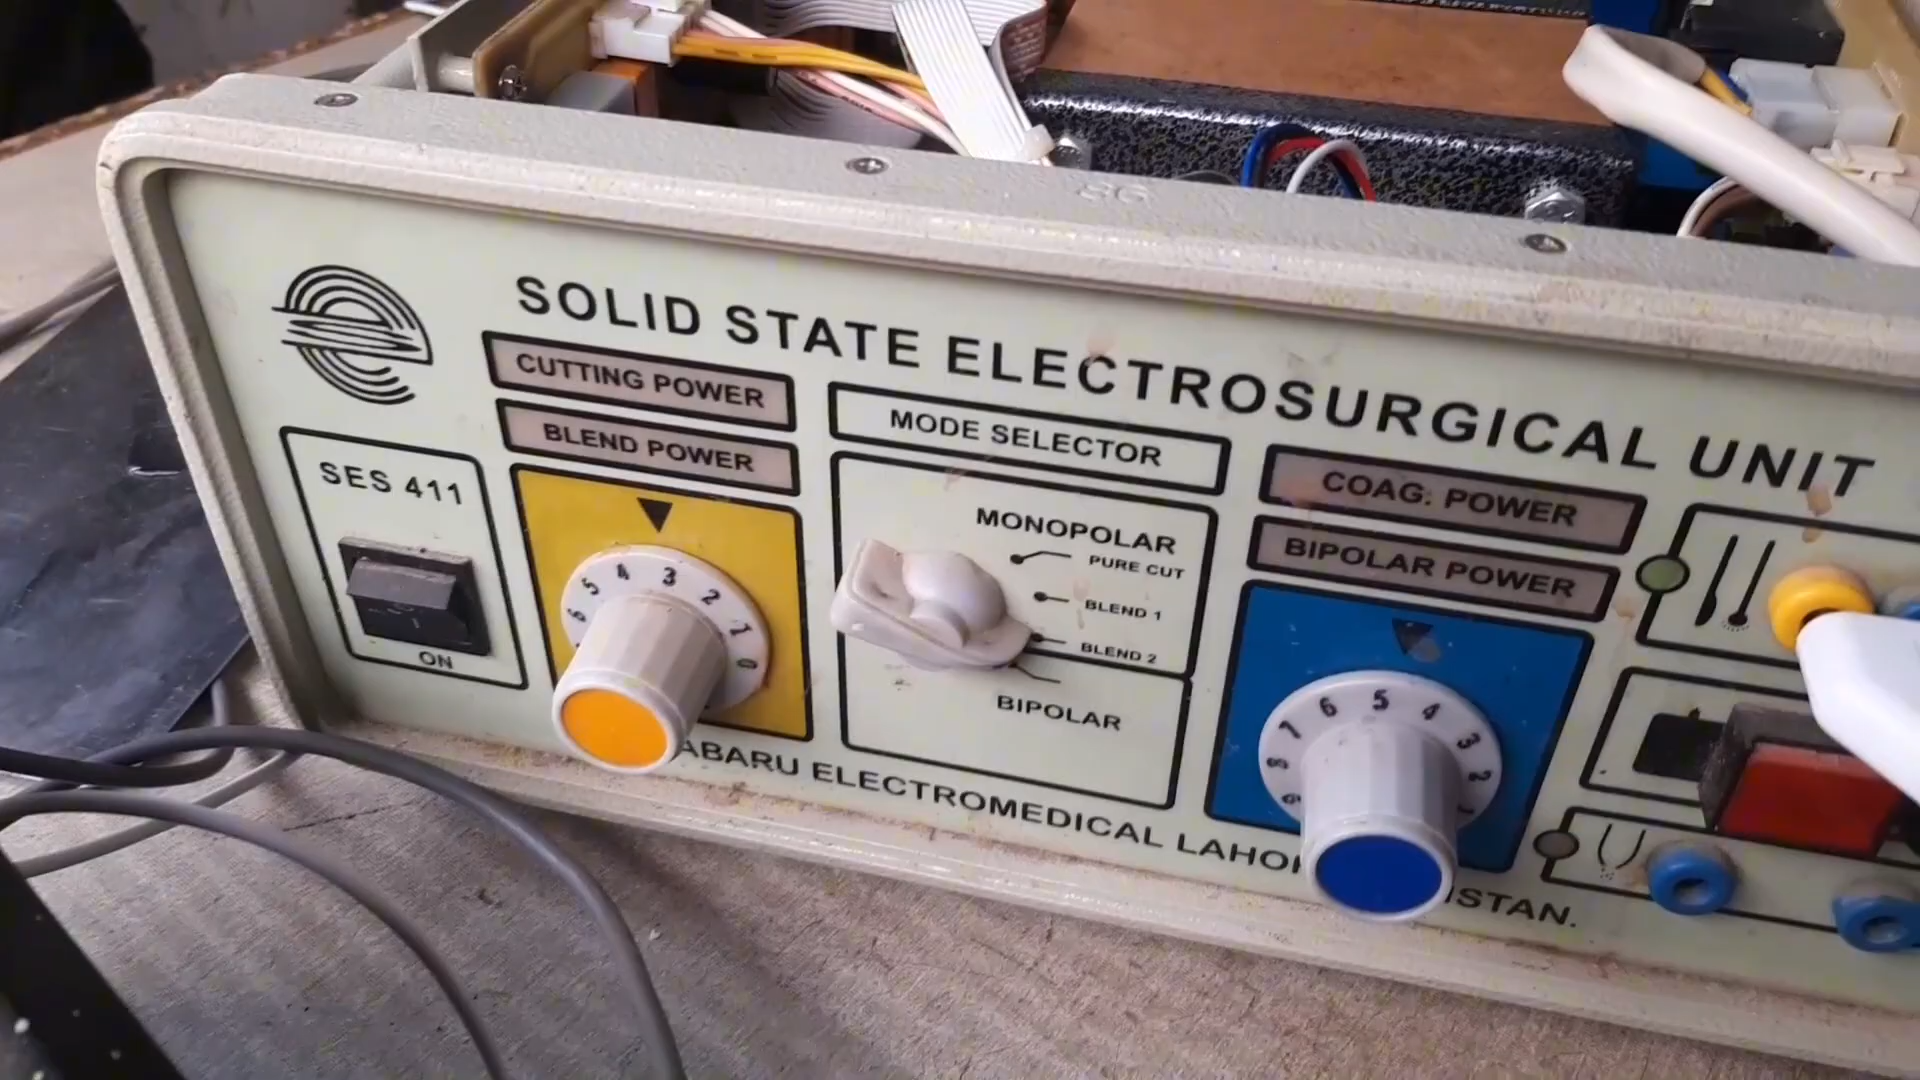 86
SOLID STATE ELECTROSURGICAL UNIT
CUTTING POWER
BLEND POWER
SES 411
ON
6 5 4 3 2 1 0
MODE SELECTOR
MONOPOLAR
PURE CUT
BLEND 1
BLEND 2
BIPOLAR
COAG. POWER
BIPOLAR POWER
9 8 7 6 5 4 3 2 1
ELECTROMEDICAL